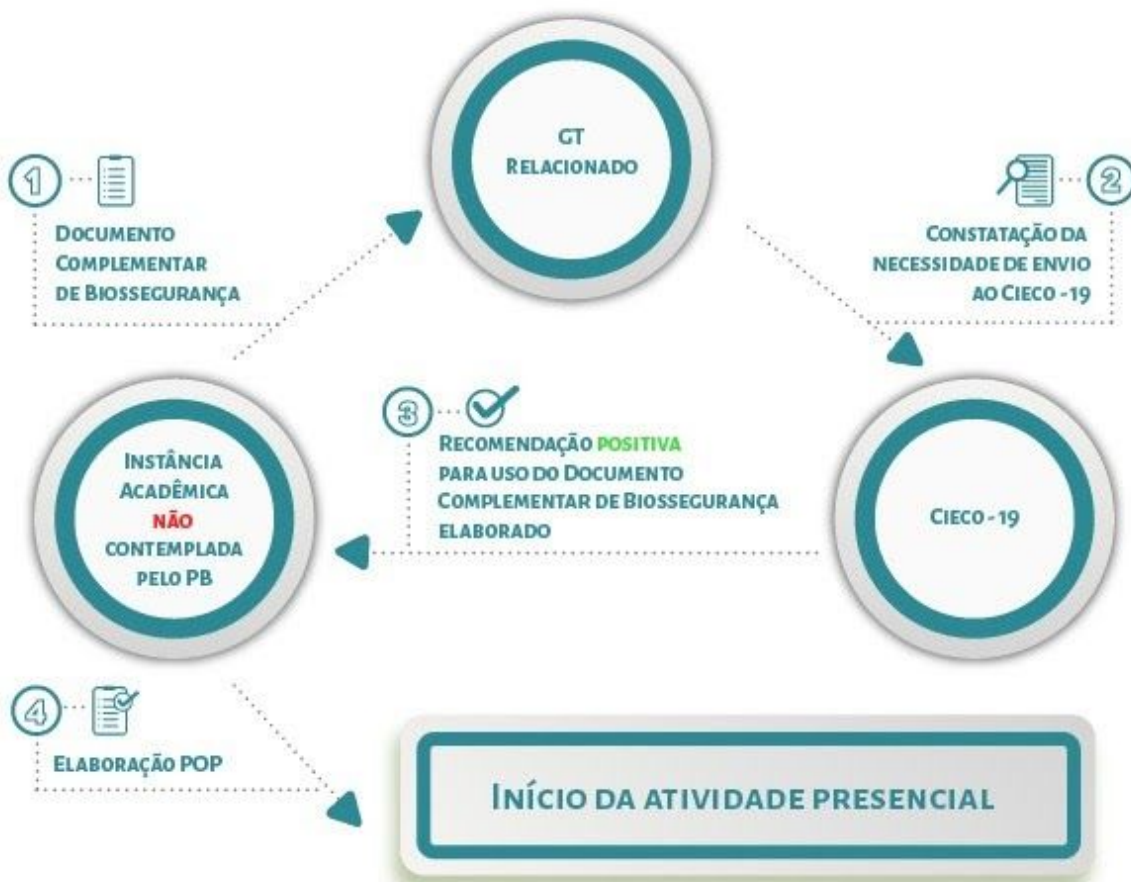 GT
RELACIONADO
1
DOCUMENTO
COMPLEMENTAR
DE BIOSSEGURANÇA
2
CONSTATAÇÃO DA
NECESSIDADE DE ENVIO
AO CIECO - 19
INSTÂNCIA
ACADÊMICA
NÃO
CONTEMPLADA
PELO PB
3
RECOMENDAÇÃO POSITIVA
PARA USO DO DOCUMENTO
COMPLEMENTAR DE BIOSSEGURANÇA
ELABORADO
CIECO - 19
4
ELABORAÇÃO POP
INÍCIO DA ATIVIDADE PRESENCIAL